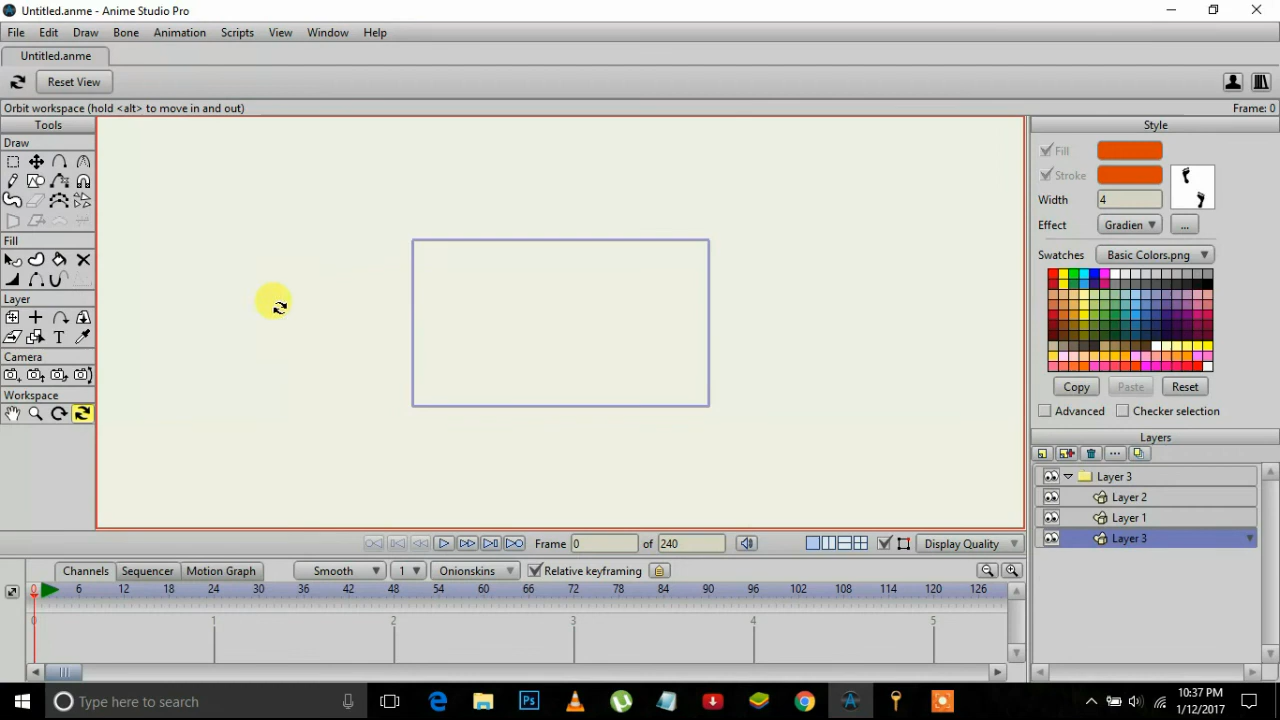 Untitled.anme - Anime Studio Pro
File Edit Draw Bone Animation Scripts View Window Help
Untitled.anme
Reset View
Orbit workspace (hold <alt> to move in and out) Frame: 0
Tools
Draw
Fill
Layer
T
Camera
Workspace
Style
Fill
Stroke
Width 4
Effect Gradien ...
Swatches Basic Colors.png
Copy Paste Reset
Advanced Checker selection
Layers
Layer 3
Layer 2
Layer 1
Layer 3
Frame 0 of 240 Display Quality
Channels Sequencer Motion Graph Smooth 1 Onionskins Relative keyframing
0 6 12 18 24 30 36 42 48 54 60 66 72 78 84 90 96 102 108 114 120 126
0 1 2 3 4 5
Type here to search
Ps
10:37 PM
1/12/2017